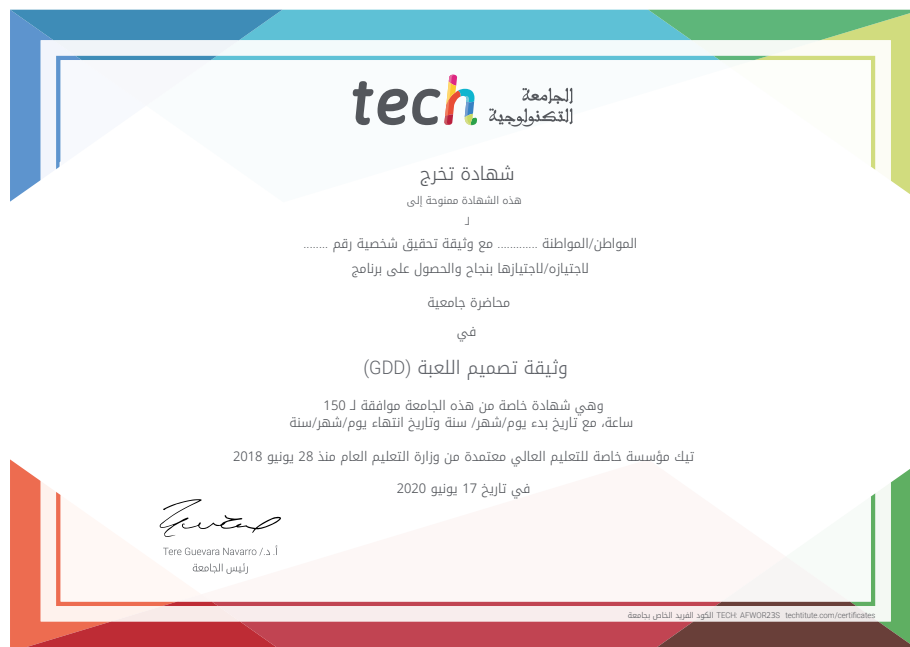 tech الجامعة
التكنولوجية
شهادة تخرج
هذه الشهادة ممنوحة إلى
لـ
المواطن/المواطنة ............ مع وثيقة تحقيق شخصية رقم ........
لاجتيازه/لاجتيازها بنجاح والحصول على برنامج
محاضرة جامعية
في
وثيقة تصميم اللعبة (GDD)
وهي شهادة خاصة من هذه الجامعة موافقة لـ 150
ساعة، مع تاريخ بدء يوم/شهر/ سنة وتاريخ انتهاء يوم/شهر/سنة
تيك مؤسسة خاصة للتعليم العالي معتمدة من وزارة التعليم العام منذ 28 يونيو 2018
في تاريخ 17 يونيو 2020
أ. د./ Tere Guevara Navarro
رئيس الجامعة
الكود الفريد الخاص بجامعة TECH: AFWOR23S techtitute.com/certificates